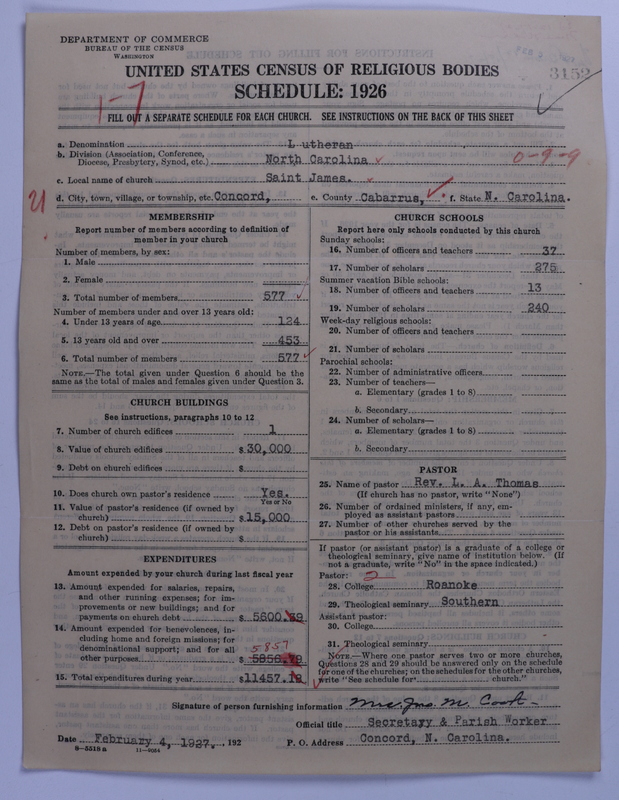 DEPARTMENT OF COMMERCE
BUREAU OF THE CENSUS
WASHINGTON
UNITED STATES CENSUS OF RELIGIOUS BODIES
3152
SCHEDULE: 1926
1-7
FILL OUT A SEPARATE SCHEDULE FOR EACH CHURCH. SEE INSTRUCTIONS ON THE BACK OF THIS SHEET
a. Denomination Lutheran
b. Division (Association, Conference, Diocese, Presbytery, Synod, etc.) North Carolina 0-9-9
c. Local name of church Saint James.
d. City, town, village, or township, etc. Concord, e. County Cabarrus, f. State N. Carolina.
MEMBERSHIP
Report number of members according to definition of
member in your church
Number of members, by sex:
1. Male
2. Female
3. Total number of members 577
Number of members under and over 13 years old:
4. Under 13 years of age 124
5. 13 years old and over 453
6. Total number of members 577
NOTE.—The total given under Question 6 should be
same as the total of males and females given under Question 3.
CHURCH BUILDINGS
See instructions, paragraphs 10 to 12
7. Number of church edifices 1
8. Value of church edifices $30,000
9. Debt on church edifices $
10. Does church own pastor's residence Yes.
Yes or No
11. Value of pastor's residence (if owned by
church) $15,000
12. Debt on pastor's residence (if owned by
church) $
EXPENDITURES
Amount expended by your church during last fiscal year
13. Amount expended for salaries, repairs,
and other running expenses; for im-
provements or new buildings; and for
payments on church debt $ 5600.
14. Amount expended for benevolences, in-
cluding home and foreign missions; for
denominational support; and for all 5857
other purposes $ 5856.
15. Total expenditures during year $11457.
CHURCH SCHOOLS
Report here only schools conducted by this church
Sunday schools:
16. Number of officers and teachers 37
17. Number of scholars 275
Summer vacation Bible schools:
18. Number of officers and teachers 13
19. Number of scholars 240
Week-day religious schools:
20. Number of officers and teachers
21. Number of scholars
Parochial schools:
22. Number of administrative officers
23. Number of teachers—
a. Elementary (grades 1 to 8)
b. Secondary
24. Number of scholars—
a. Elementary (grades 1 to 8)
b. Secondary
PASTOR
25. Name of pastor Rev. L. A. Thomas
(If church has no pastor, write "None")
26. Number of ordained ministers, if any, em-
ployed as assistant pastors
27. Number of other churches served by the
pastor or his assistants
If pastor (or assistant pastor) is a graduate of a college or
theological seminary, give name of institution below. (If
not a graduate, write "No" in the space indicated.)
Pastor: 2
28. College Roanoke
29. Theological seminary Southern
Assistant pastor:
30. College
31. Theological seminary
NOTE.—Where one pastor serves two or more churches,
Questions 28 and 29 should be answered only on the schedule
for one of the churches; on the schedules for the other churches,
write "See schedule for church."
Signature of person furnishing information Mrs. Jno. M. Cook
Official title Secretary & Parish Worker
Date February 4, 1927. , 192
P. O. Address Concord, N. Carolina.
8-5518 a 11-9054